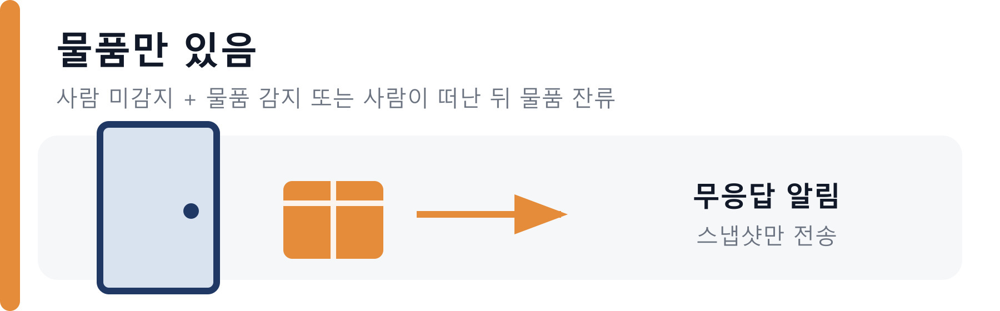 물품만 있음
사람 미감지 + 물품 감지 또는 사람이 떠난 뒤 물품 잔류
무응답 알림
스냅샷만 전송